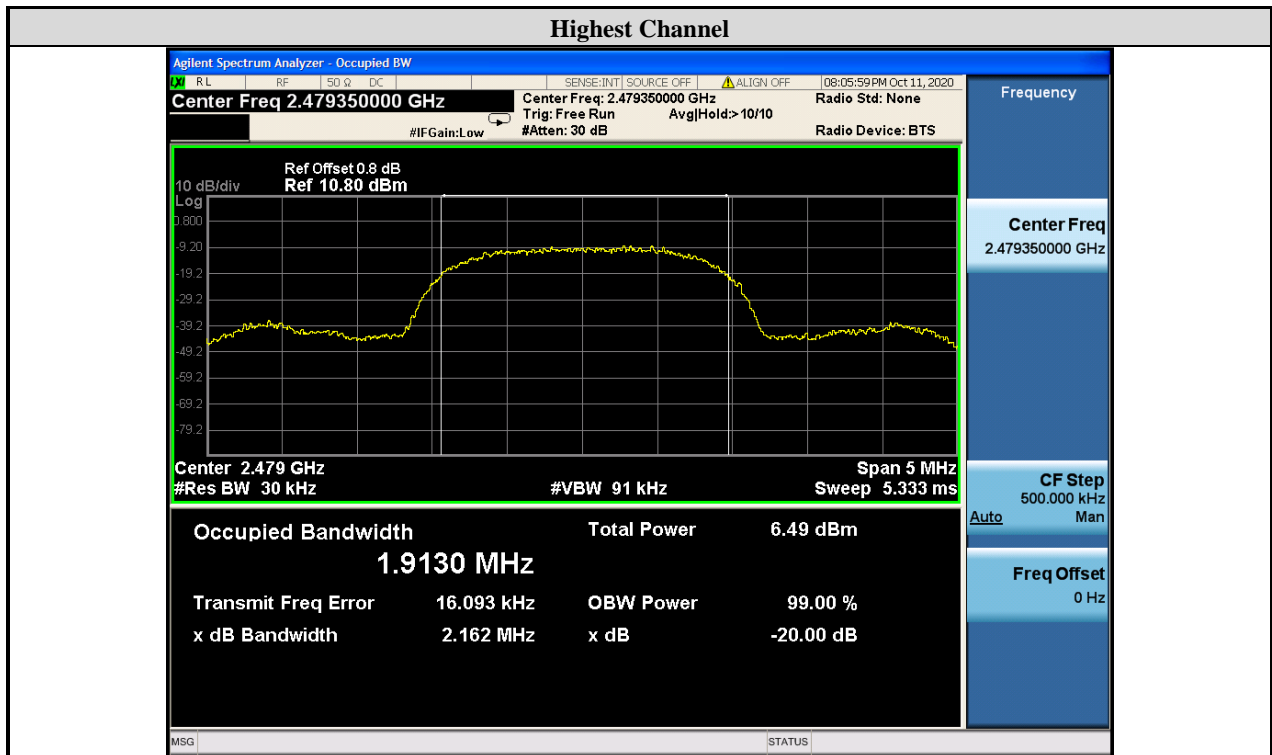 Highest Channel
Agilent Spectrum Analyzer - Occupied BW
LXI RL RF 50 Ω DC SENSE:INT SOURCE OFF ALIGN OFF 08:05:59 PM Oct 11, 2020
Center Freq 2.479350000 GHz
Center Freq: 2.479350000 GHz
Radio Std: None
Trig: Free Run Avg|Hold:>10/10
#IFGain:Low #Atten: 30 dB Radio Device: BTS
Ref Offset 0.8 dB
10 dB/div Ref 10.80 dBm
Log
0.800
-9.20
-19.2
-29.2
-39.2
-49.2
-59.2
-69.2
-79.2
Center 2.479 GHz Span 5 MHz
#Res BW 30 kHz #VBW 91 kHz Sweep 5.333 ms
Occupied Bandwidth Total Power 6.49 dBm
1.9130 MHz
Transmit Freq Error 16.093 kHz OBW Power 99.00 %
x dB Bandwidth 2.162 MHz x dB -20.00 dB
MSG STATUS
Frequency
Center Freq
2.479350000 GHz
CF Step
500.000 kHz
Auto Man
Freq Offset
0 Hz